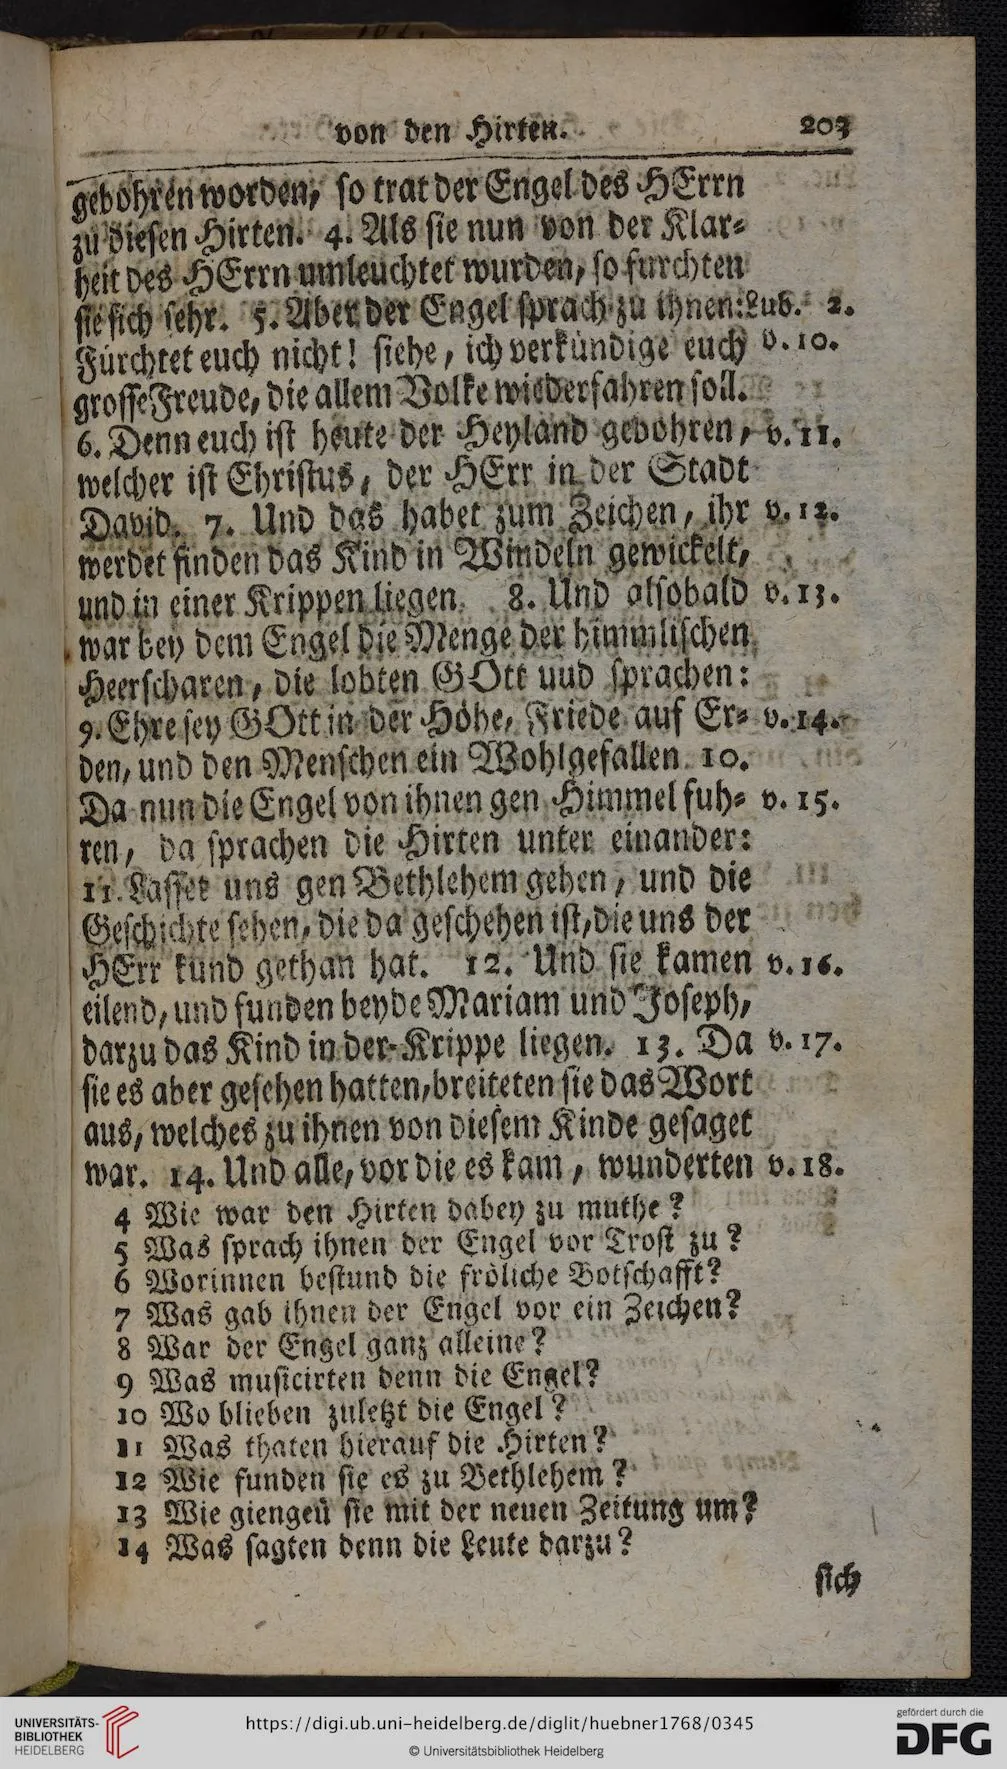 von den Hirten. 203
gebohren worden, so trat der Engel des HErrn
zu diesen Hirten. 4. Als sie nun von der Klar-
heit des HErrn umleuchtet wurden, so furchten
sie sich sehr. 5. Aber der Engel sprach zu ihnen: Lub. 2.
Fürchtet euch nicht! siehe, ich verkündige euch v. 10.
grosse Freude, die allem Volke wiederfahren soll.
6. Denn euch ist heute der Heyland gebohren, v. 11.
welcher ist Christus, der HErr in der Stadt
David. 7. Und das habet zum Zeichen, ihr v. 12.
werdet finden das Kind in Windeln gewickelt,
und in einer Krippen liegen. 8. Und alsobald v. 13.
war bey dem Engel die Menge der himmlischen
Heerscharen, die lobten GOtt uud sprachen:
9. Ehre sey GOtt in der Höhe, Friede auf Er- v. 14.
den, und den Menschen ein Wohlgefallen. 10.
Da nun die Engel von ihnen gen Himmel fuh- v. 15.
ren, da sprachen die Hirten unter einander:
11. Lasset uns gen Bethlehem gehen, und die
Geschichte sehen, die da geschehen ist, die uns der
HErr kund gethan hat. 12. Und sie kamen v. 16.
eilend, und funden beyde Mariam und Joseph,
darzu das Kind in der Krippe liegen. 13. Da v. 17.
sie es aber gesehen hatten, breiteten sie das Wort
aus, welches zu ihnen von diesem Kinde gesaget
war. 14. Und alle, vor die es kam, wunderten v. 18.
4 Wie war den Hirten dabey zu muthe?
5 Was sprach ihnen der Engel vor Trost zu?
6 Worinnen bestund die fröliche Botschafft?
7 Was gab ihnen der Engel vor ein Zeichen?
8 War der Engel ganz alleine?
9 Was musicirten denn die Engel?
10 Wo blieben zuletzt die Engel?
11 Was thaten hierauf die Hirten?
12 Wie funden sie es zu Bethlehem?
13 Wie giengeu sie mit der neuen Zeitung um?
14 Was sagten denn die Leute darzu?
sich
UNIVERSITÄTS-
BIBLIOTHEK
HEIDELBERG
https://digi.ub.uni-heidelberg.de/diglit/huebner1768/0345
© Universitätsbibliothek Heidelberg
gefördert durch die
DFG